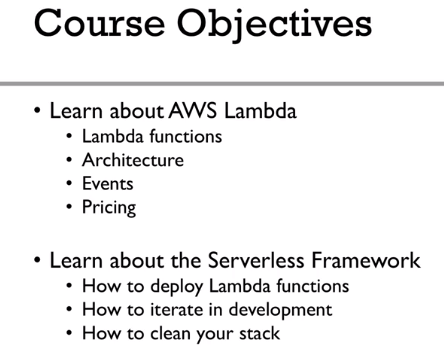 Course Objectives
• Learn about AWS Lambda
• Lambda functions
• Architecture
• Events
• Pricing
• Learn about the Serverless Framework
• How to deploy Lambda functions
• How to iterate in development
• How to clean your stack